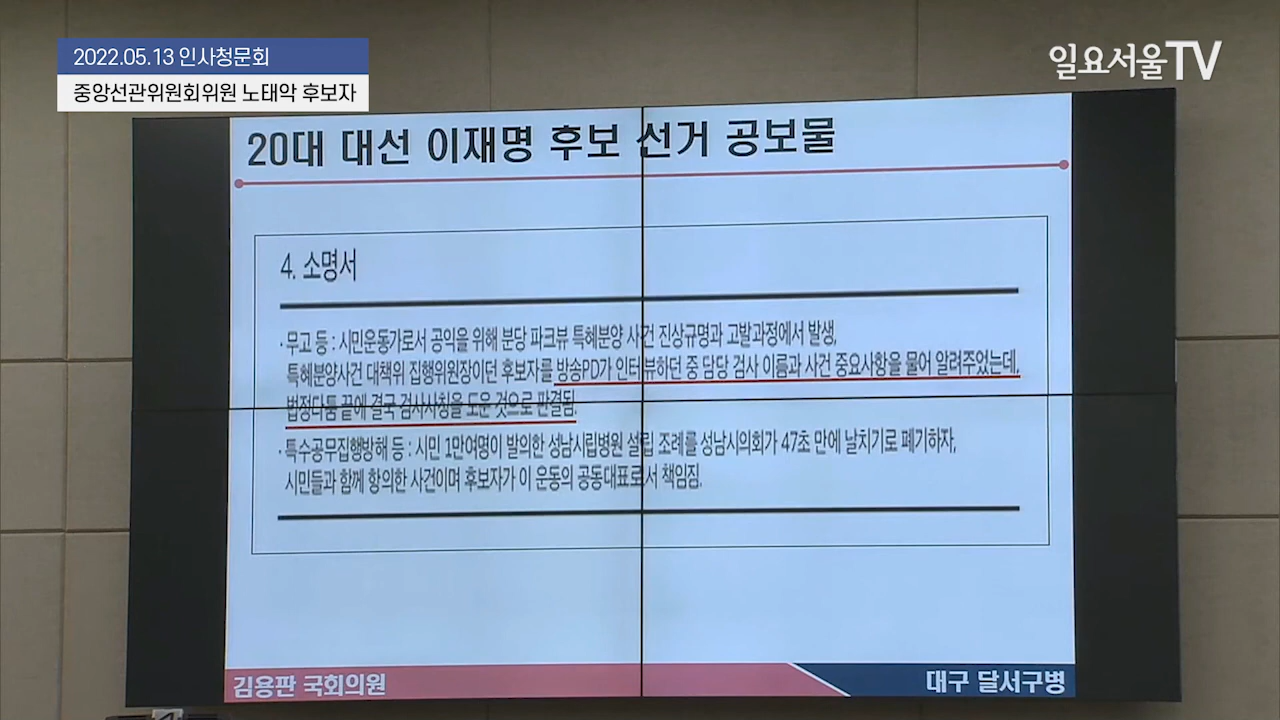 2022.05.13 인사청문회
중앙선관위원회위원 노태악 후보자
일요서울TV
20대 대선 이재명 후보 선거 공보물
4. 소명서
· 무고 등 : 시민운동가로서 공익을 위해 분당 파크뷰 특혜분양 사건 진상규명과 고발과정에서 발생,
특혜분양사건 대책위 집행위원장이던 후보자를 방송PD가 인터뷰하던 중 담당 검사 이름과 사건 중요사항을 물어 알려주었는데,
법정다툼 끝에 결국 검사사칭을 도운 것으로 판결됨.
· 특수공무집행방해 등 : 시민 1만여명이 발의한 성남시립병원 설립 조례를 성남시의회가 47초 만에 날치기로 폐기하자,
시민들과 함께 항의한 사건이며 후보자가 이 운동의 공동대표로서 책임짐.
김용판 국회의원
대구 달서구병